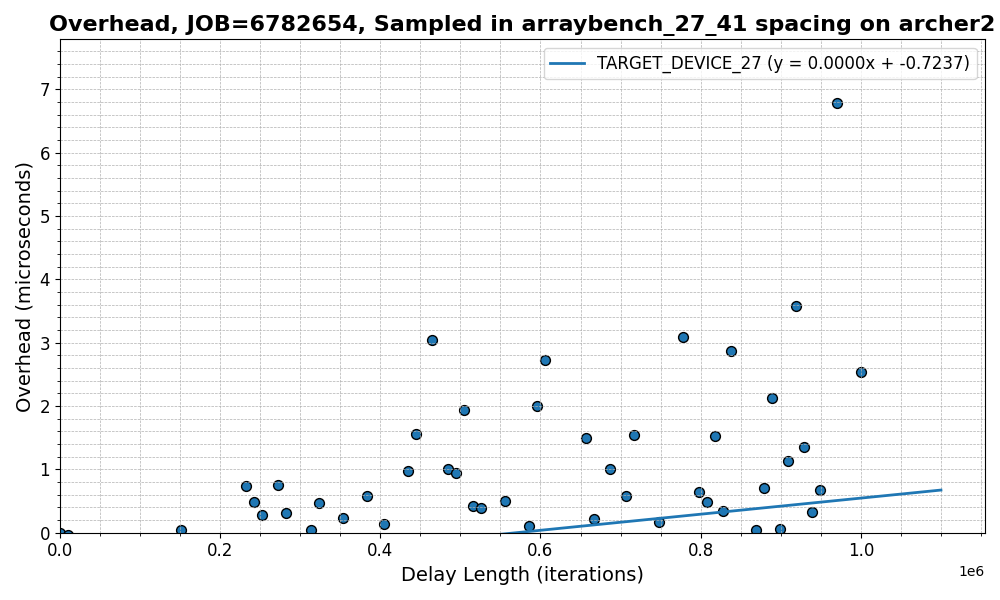 Overhead, JOB=6782654, Sampled in arraybench_27_41 spacing on archer2
TARGET_DEVICE_27 (y = 0.0000x + -0.7237)
7
6
5
4
3
2
1
0
Overhead (microseconds)
0.0 0.2 0.4 0.6 0.8 1.0
1e6
Delay Length (iterations)